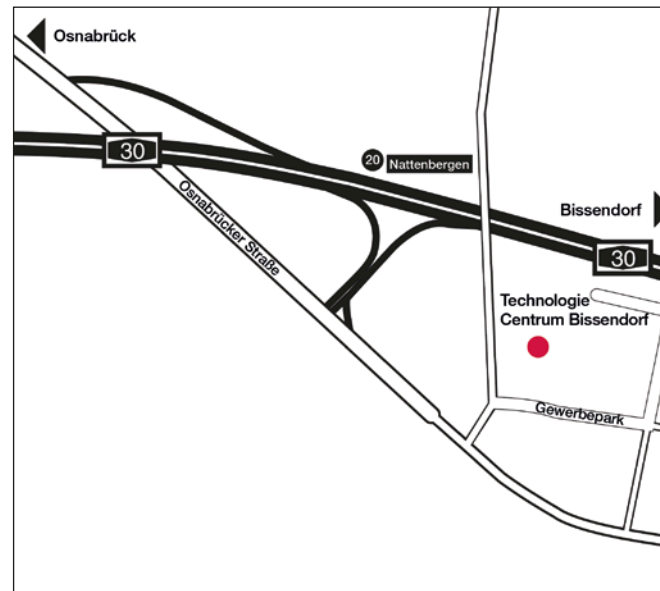 Osnabrück
30
20
Nattenbergen
Osnabrücker Straße
Bissendorf
30
Technologie
Centrum Bissendorf
Gewerbepark